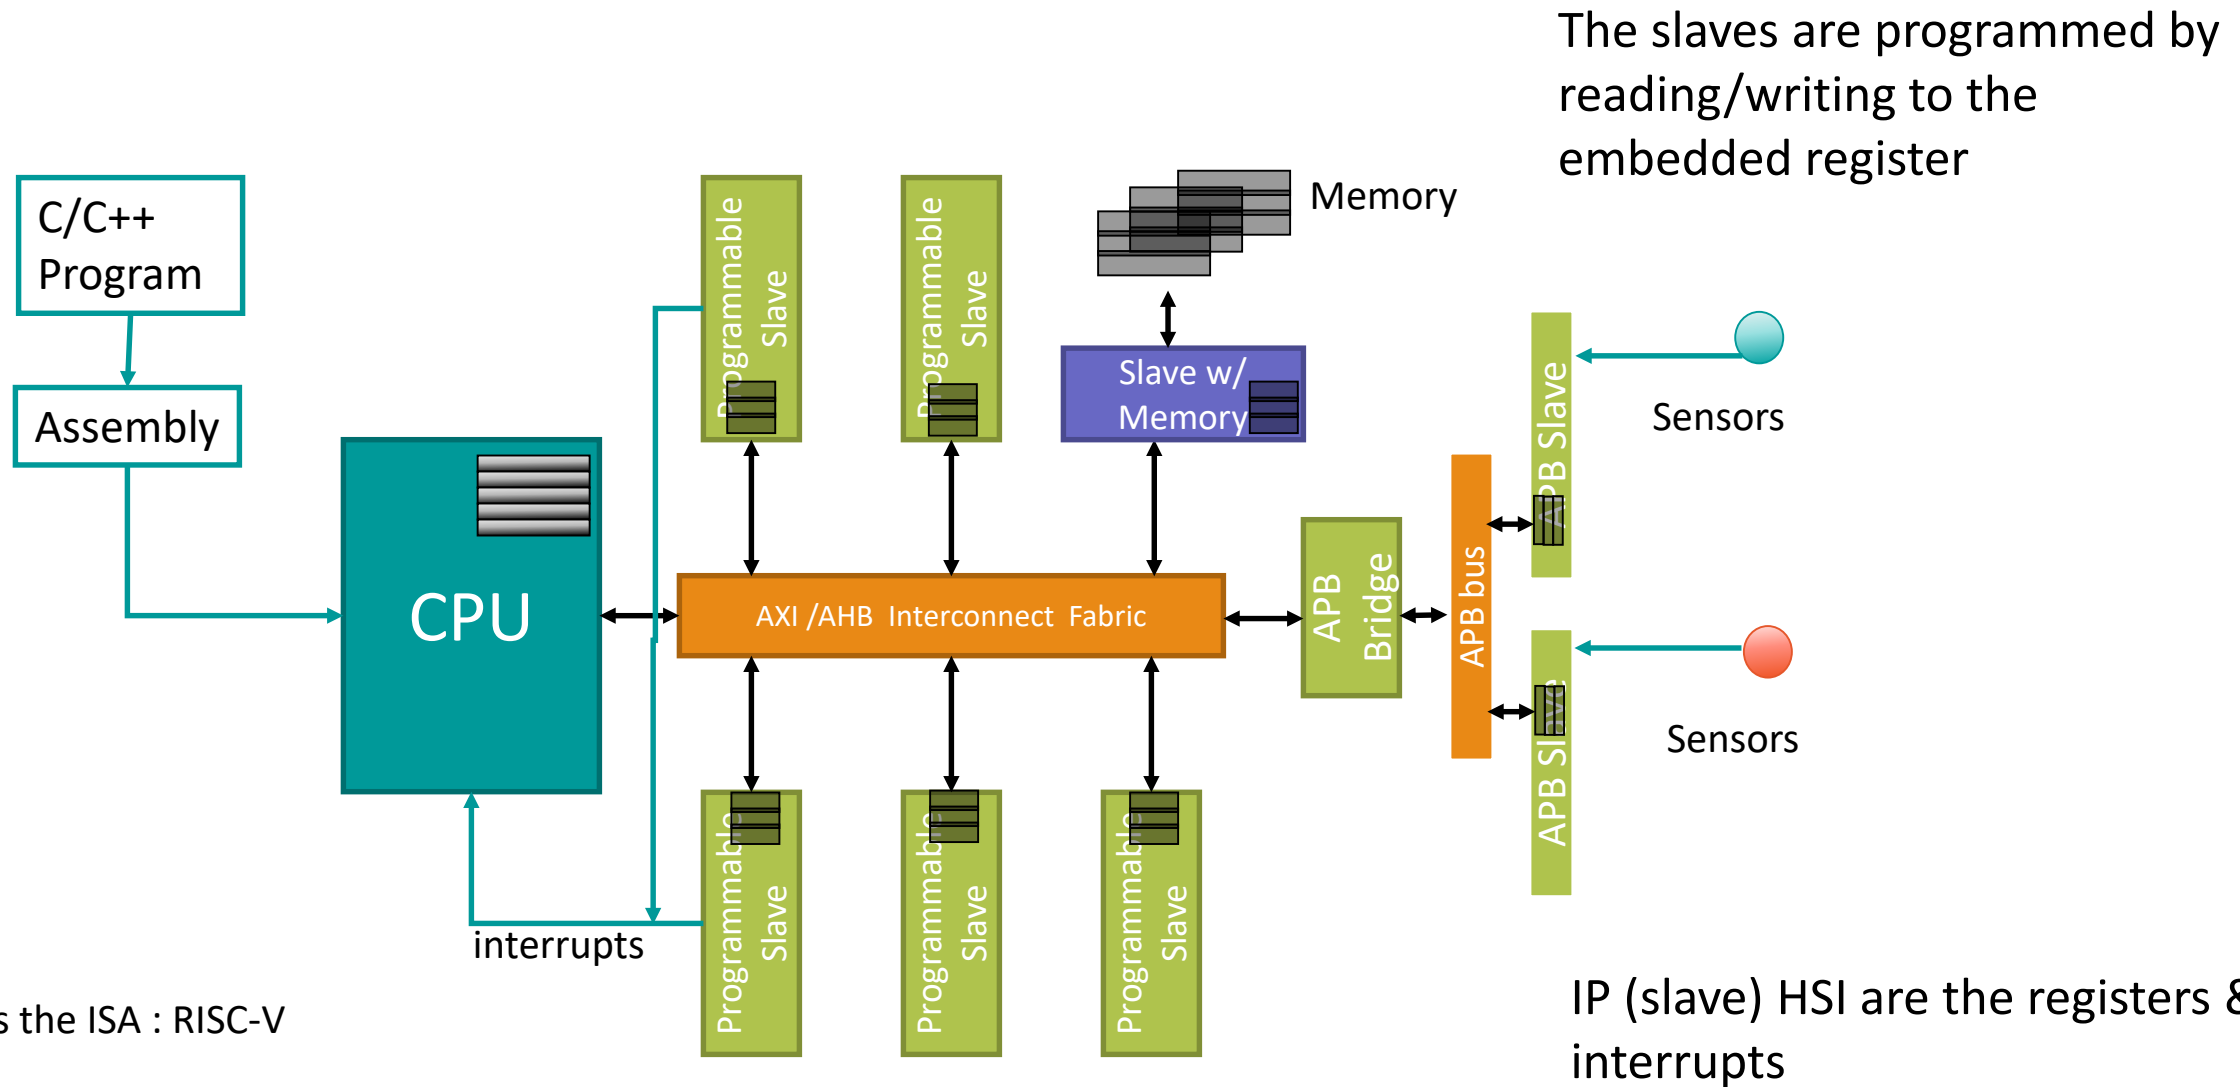 The slaves are programmed by
reading/writing to the
embedded register
C/C++
Program
Assembly
CPU
Programmable
Slave
Programmable
Slave
Memory
Slave w/
Memory
AXI /AHB Interconnect Fabric
APB
Bridge
APB bus
APB Slave
Sensors
APB Slave
Sensors
Programmable
Slave
Programmable
Slave
Programmable
Slave
interrupts
the ISA : RISC-V
IP (slave) HSI are the registers &
interrupts